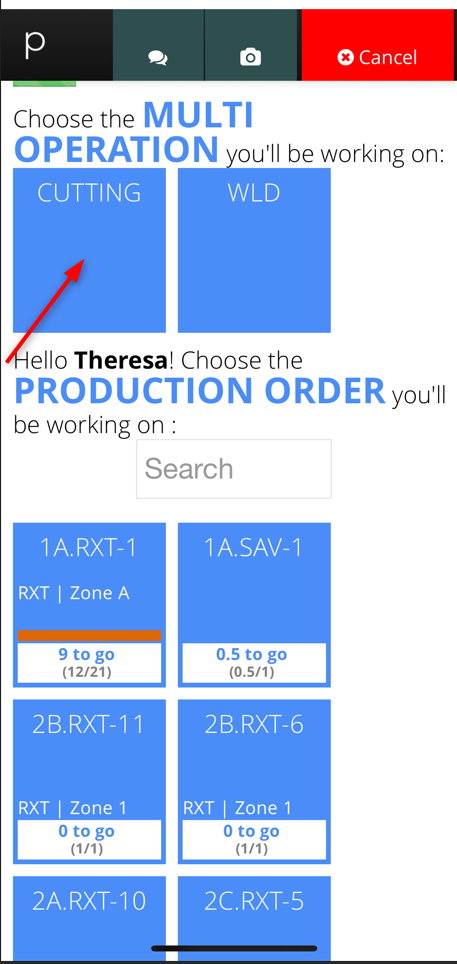 p
Cancel
Choose the MULTI
OPERATION you'll be working on:
CUTTING
WLD
Hello Theresa! Choose the
PRODUCTION ORDER you'll
be working on :
Search
1A.RXT-1
RXT | Zone A
9 to go
(12/21)
1A.SAV-1
0.5 to go
(0.5/1)
2B.RXT-11
RXT | Zone 1
0 to go
(1/1)
2B.RXT-6
RXT | Zone 1
0 to go
(1/1)
2A.RXT-10
2C.RXT-5